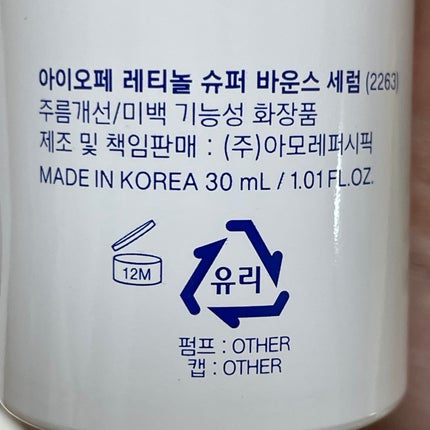 아이오페 레티놀 슈퍼 바운스 세럼 (2263)
주름개선/미백 기능성 화장품
제조 및 책임판매 : (주)아모레퍼시픽
MADE IN KOREA 30 mL / 1.01 FL.OZ.
12M
유리
펌프 : OTHER
캡 : OTHER